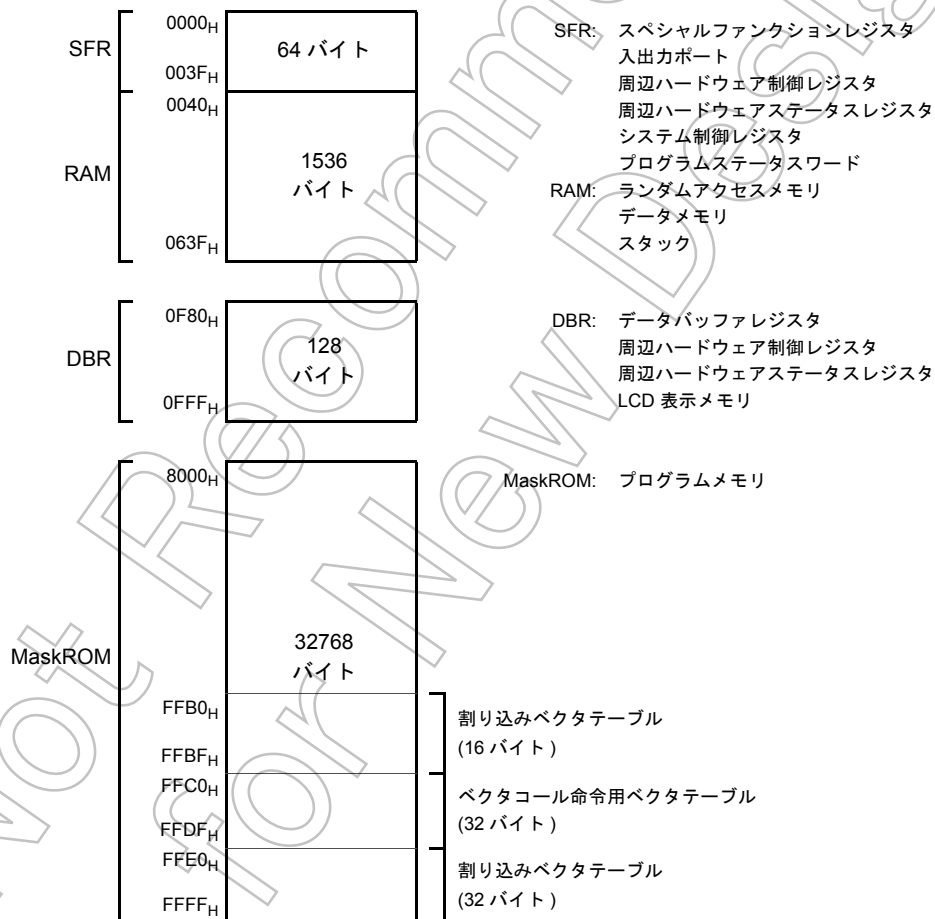 SFR
0000H
003FH
64 バイト
SFR: スペシャルファンクションレジスタ
入出力ポート
周辺ハードウェア制御レジスタ
周辺ハードウェアステータスレジスタ
システム制御レジスタ
プログラムステータスワード
RAM
0040H
063FH
1536
バイト
RAM: ランダムアクセスメモリ
データメモリ
スタック
DBR
0F80H
0FFFH
128
バイト
DBR: データバッファレジスタ
周辺ハードウェア制御レジスタ
周辺ハードウェアステータスレジスタ
LCD 表示メモリ
MaskROM
8000H
32768
バイト
MaskROM: プログラムメモリ
FFB0H
FFBFH
割り込みベクタテーブル
(16 バイト )
FFC0H
FFDFH
ベクタコール命令用ベクタテーブル
(32 バイト )
FFE0H
FFFFH
割り込みベクタテーブル
(32 バイト )
Not Recommended
for New Design